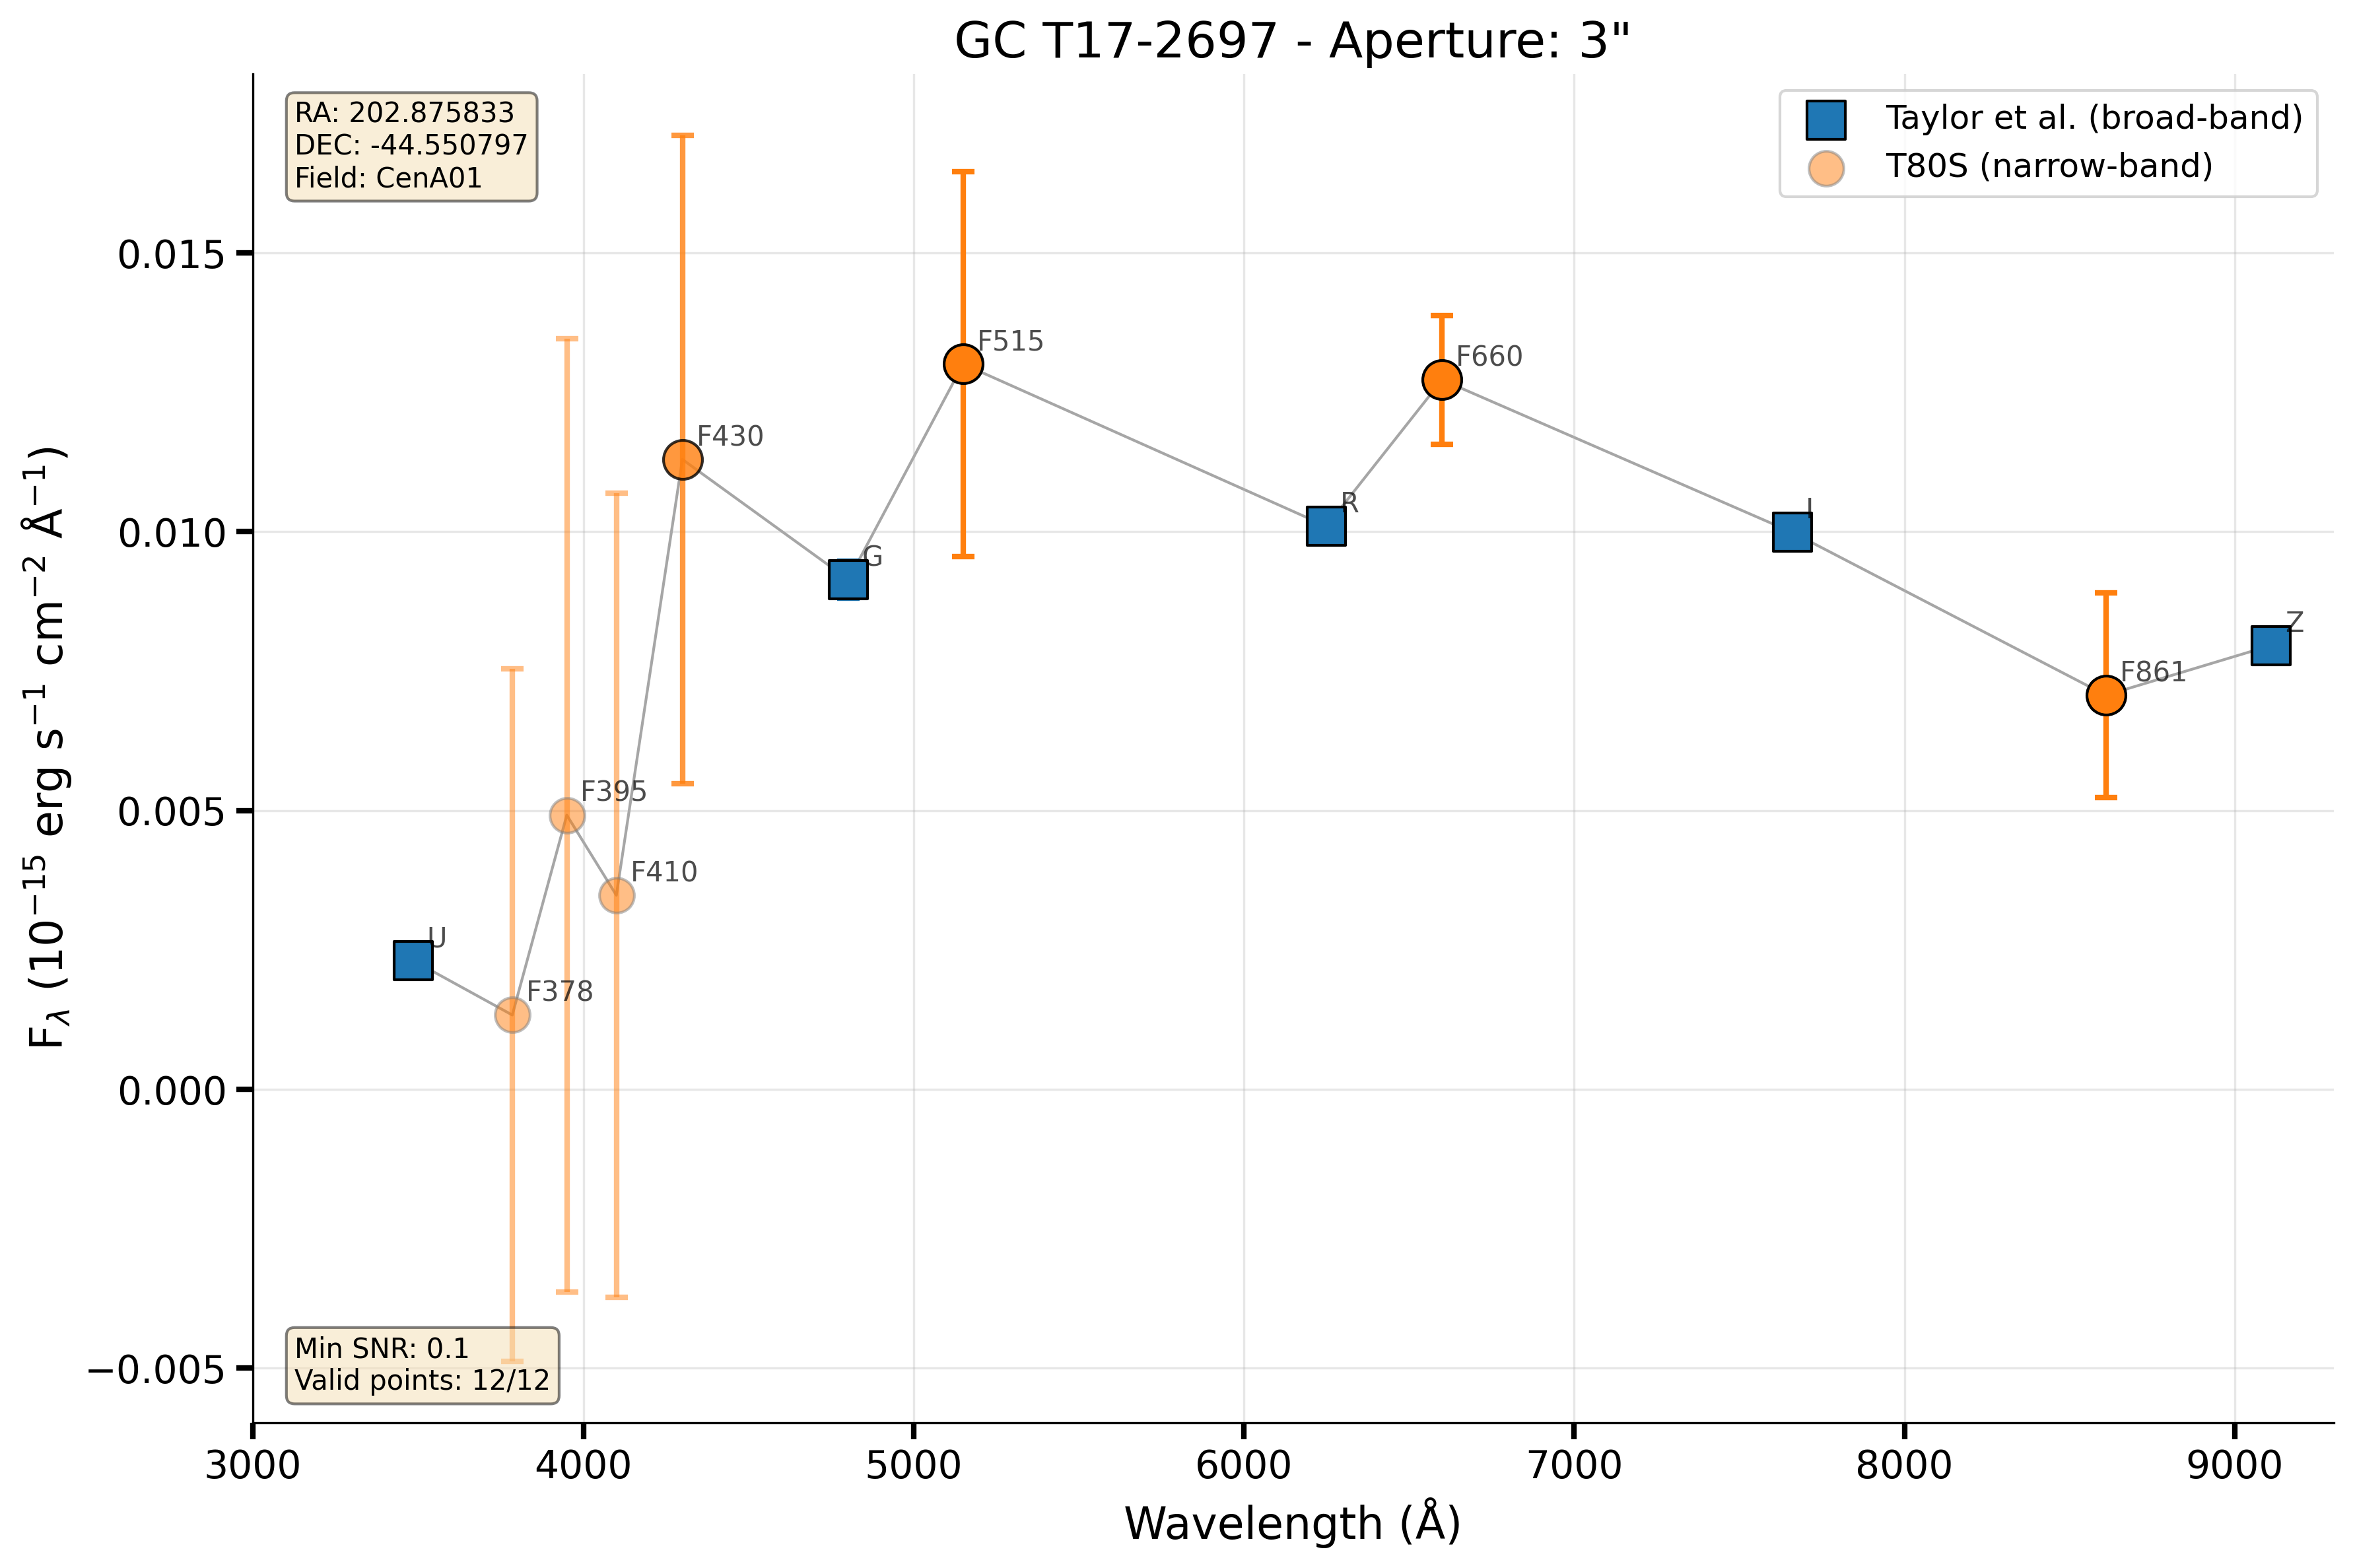 GC T17-2697 - Aperture: 3"
RA: 202.875833
DEC: -44.550797
Field: CenA01
Taylor et al. (broad-band)
T80S (narrow-band)
F_λ (10⁻¹⁵ erg s⁻¹ cm⁻² Å⁻¹)
0.015
0.010
0.005
0.000
−0.005
U
F378
F395
F410
F430
G
F515
R
F660
I
F861
Z
Min SNR: 0.1
Valid points: 12/12
3000
4000
5000
6000
7000
8000
9000
Wavelength (Å)